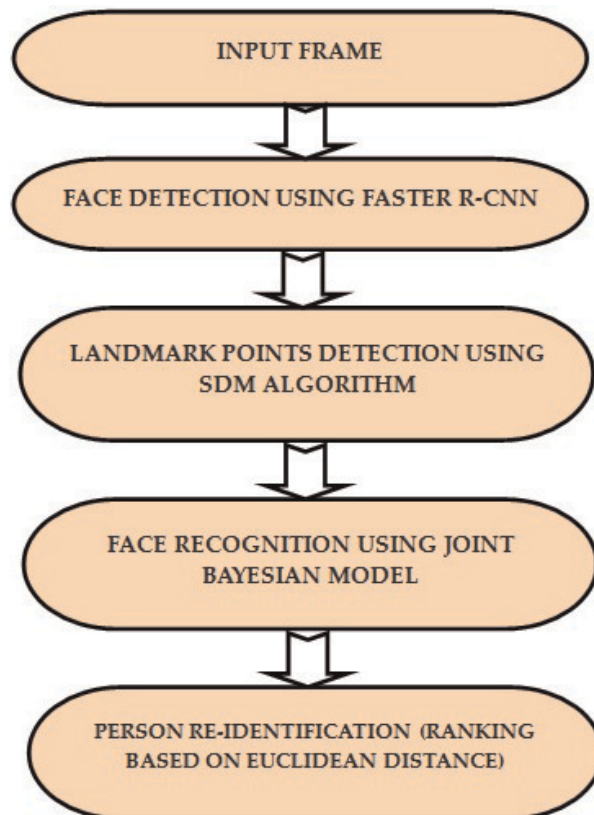 INPUT FRAME
FACE DETECTION USING FASTER R-CNN
LANDMARK POINTS DETECTION USING
SDM ALGORITHM
FACE RECOGNITION USING JOINT
BAYESIAN MODEL
PERSON RE-IDENTIFICATION (RANKING
BASED ON EUCLIDEAN DISTANCE)